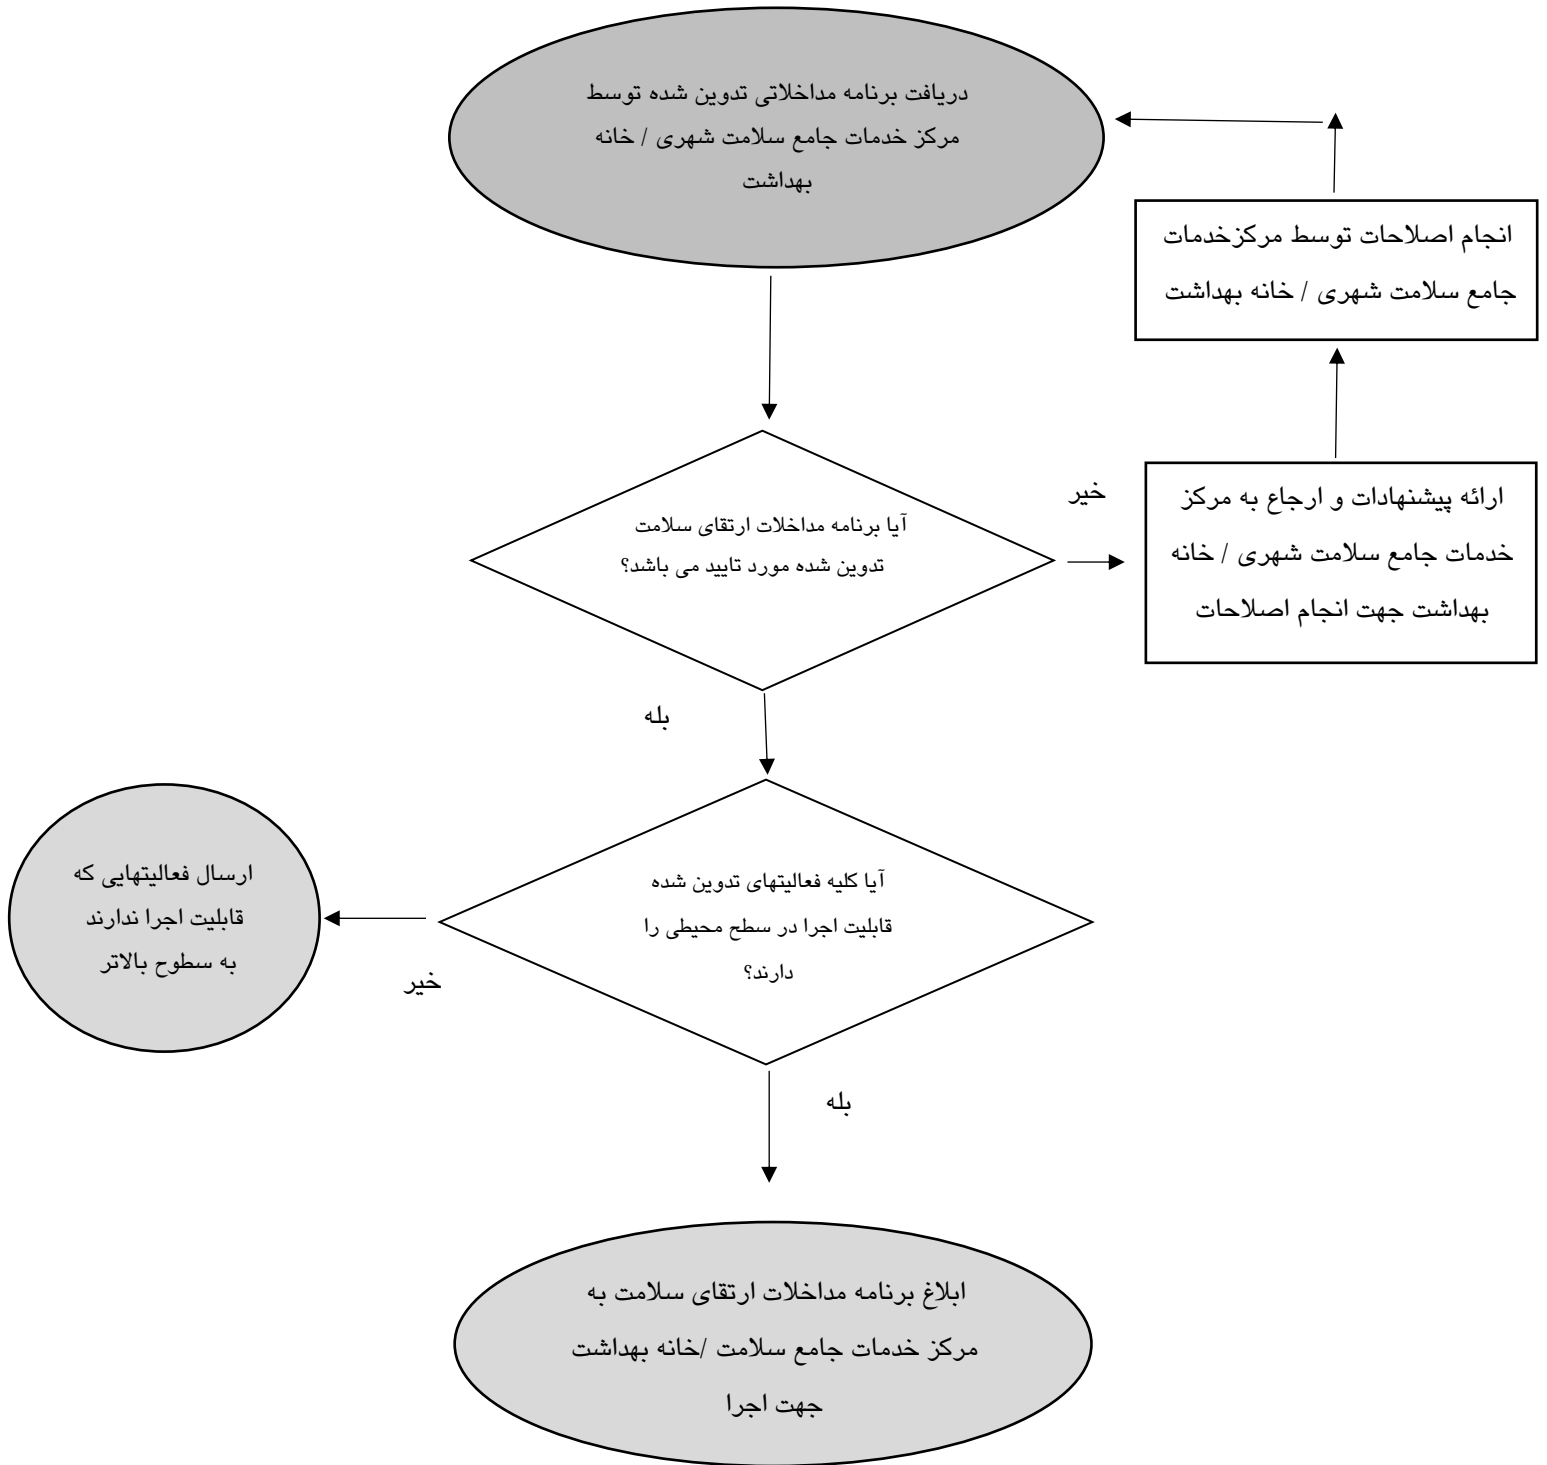 دریافت برنامه مداخلاتی تدوین شده توسط
مرکز خدمات جامع سلامت شهری / خانه
بهداشت
انجام اصلاحات توسط مرکزخدمات
جامع سلامت شهری / خانه بهداشت
آیا برنامه مداخلات ارتقای سلامت
تدوین شده مورد تایید می باشد؟
خیر
ارائه پیشنهادات و ارجاع به مرکز
خدمات جامع سلامت شهری / خانه
بهداشت جهت انجام اصلاحات
بله
آیا کلیه فعالیتهای تدوین شده
قابلیت اجرا در سطح محیطی را
دارند؟
خیر
ارسال فعالیتهایی که
قابلیت اجرا ندارند
به سطوح بالاتر
بله
ابلاغ برنامه مداخلات ارتقای سلامت به
مرکز خدمات جامع سلامت /خانه بهداشت
جهت اجرا